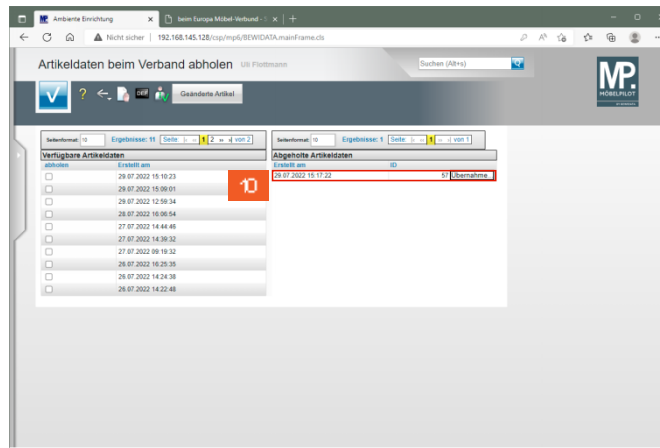 Ambiente Einrichtung
beim Europa Möbel-Verbund -
Nicht sicher | 192.168.145.128/csp/mp6/BEWIDATA.mainFrame.cls
Artikeldaten beim Verband abholen Uli Flottmann
Suchen (Alt+s)
MP.
MÖBELPILOT
? DEF Geänderte Artikel
Seitenformat: 10 Ergebnisse: 11 Seite: 1 2 von 2
Seitenformat: 10 Ergebnisse: 1 Seite: 1 von 1
Verfügbare Artikeldaten
Abgeholte Artikeldaten
abholen Erstellt am
Erstellt am ID
29.07.2022 15:10:23
29.07.2022 15:17:22 57 Übernahme...
29.07.2022 15:09:01
10
29.07.2022 12:59:34
28.07.2022 16:06:54
27.07.2022 14:44:46
27.07.2022 14:39:32
27.07.2022 09:19:32
26.07.2022 16:25:35
26.07.2022 14:24:38
26.07.2022 14:22:48